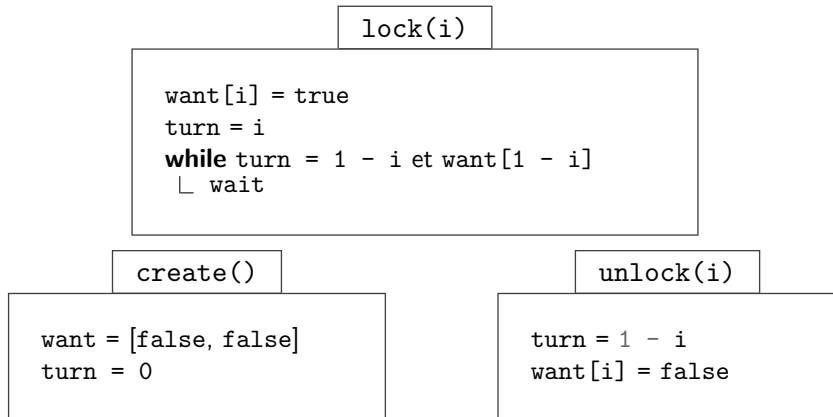 lock(i)
want[i] = true
turn = i
while turn = 1 - i et want[1 - i]
wait
create()
want = [false, false]
turn = 0
unlock(i)
turn = 1 - i
want[i] = false